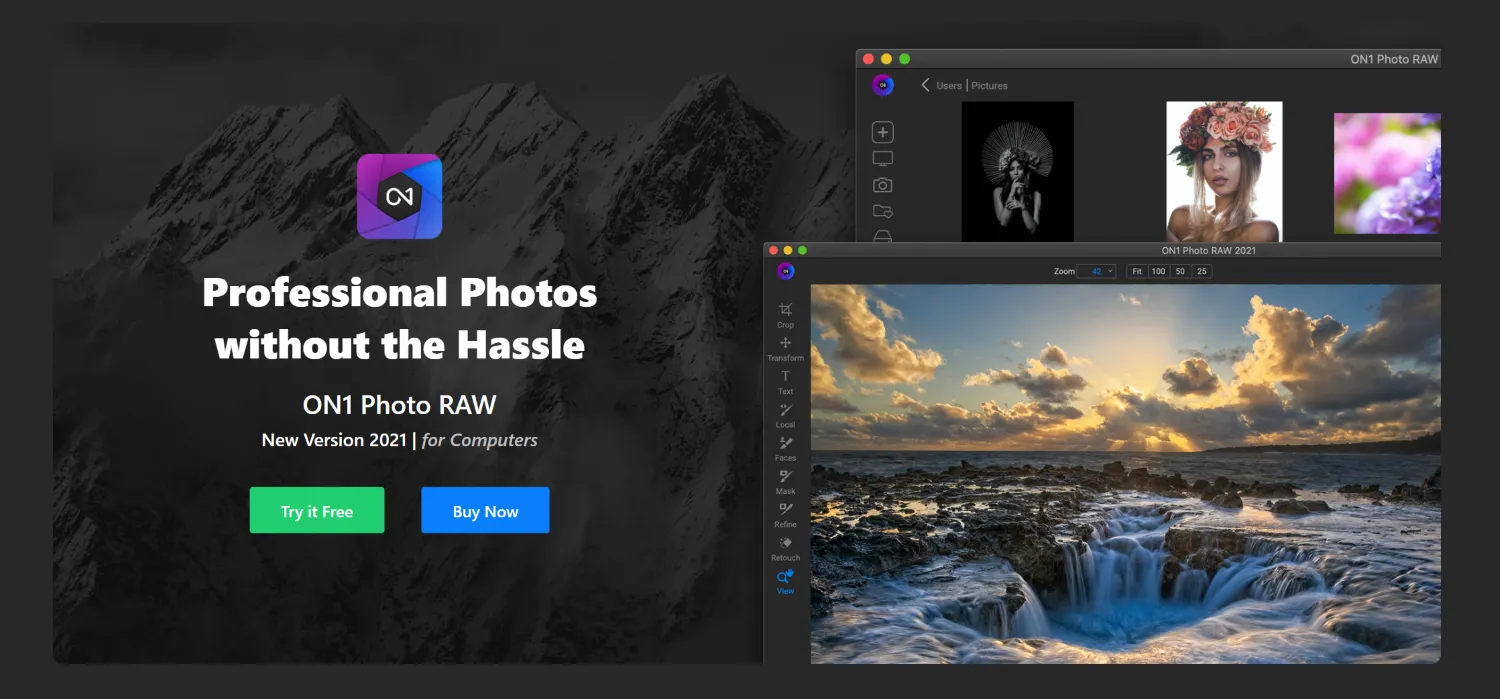 ON1
Professional Photos
without the Hassle
ON1 Photo RAW
New Version 2021 | for Computers
Try it Free
Buy Now
ON1 Photo RAW
Users | Pictures
ON1 Photo RAW 2021
Zoom 42 Fit 100 50 25
Crop
Transform
T
Text
Local
Faces
Mask
Refine
Retouch
View